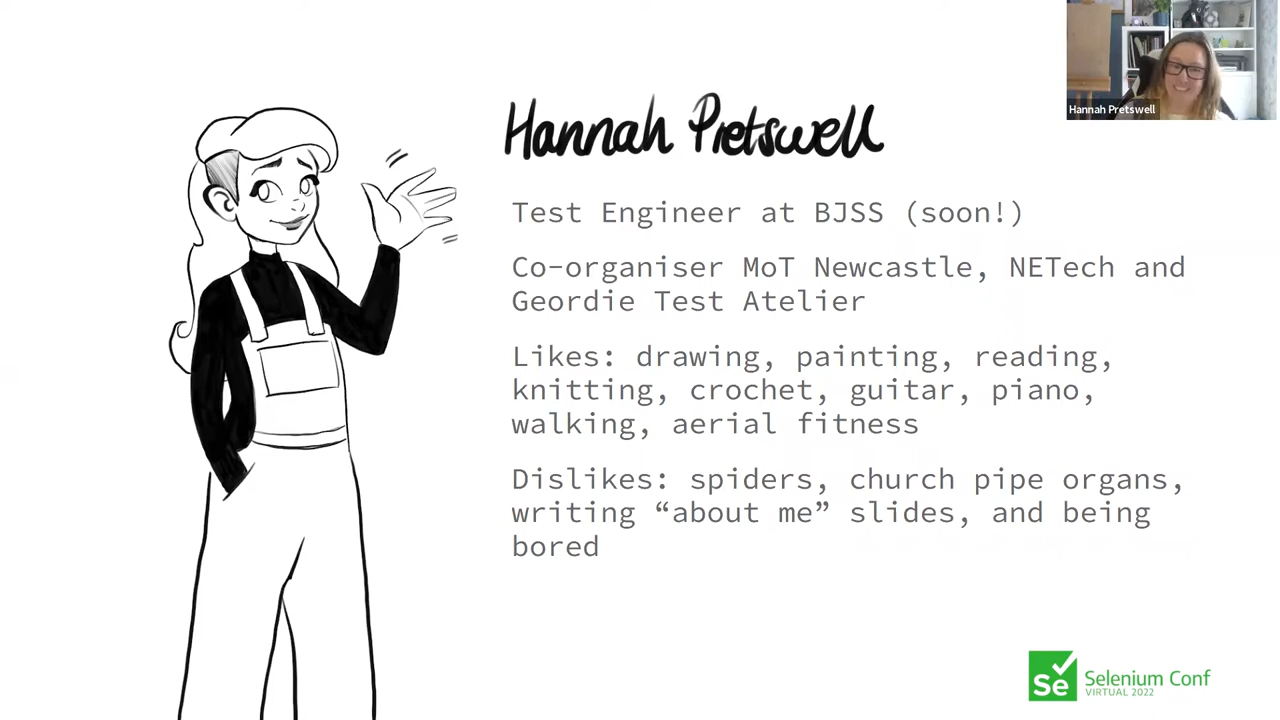 Hannah Pretswell
Hannah Pretswell
Test Engineer at BJSS (soon!)
Co-organiser MoT Newcastle, NETech and
Geordie Test Atelier
Likes: drawing, painting, reading,
knitting, crochet, guitar, piano,
walking, aerial fitness
Dislikes: spiders, church pipe organs,
writing “about me” slides, and being
bored
Se
Selenium Conf
VIRTUAL 2022